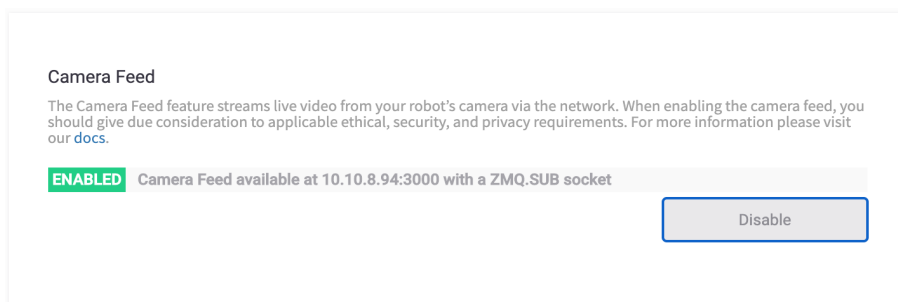 Camera Feed
The Camera Feed feature streams live video from your robot's camera via the network. When enabling the camera feed, you
should give due consideration to applicable ethical, security, and privacy requirements. For more information please visit
our docs.
ENABLED Camera Feed available at 10.10.8.94:3000 with a ZMQ.SUB socket
Disable